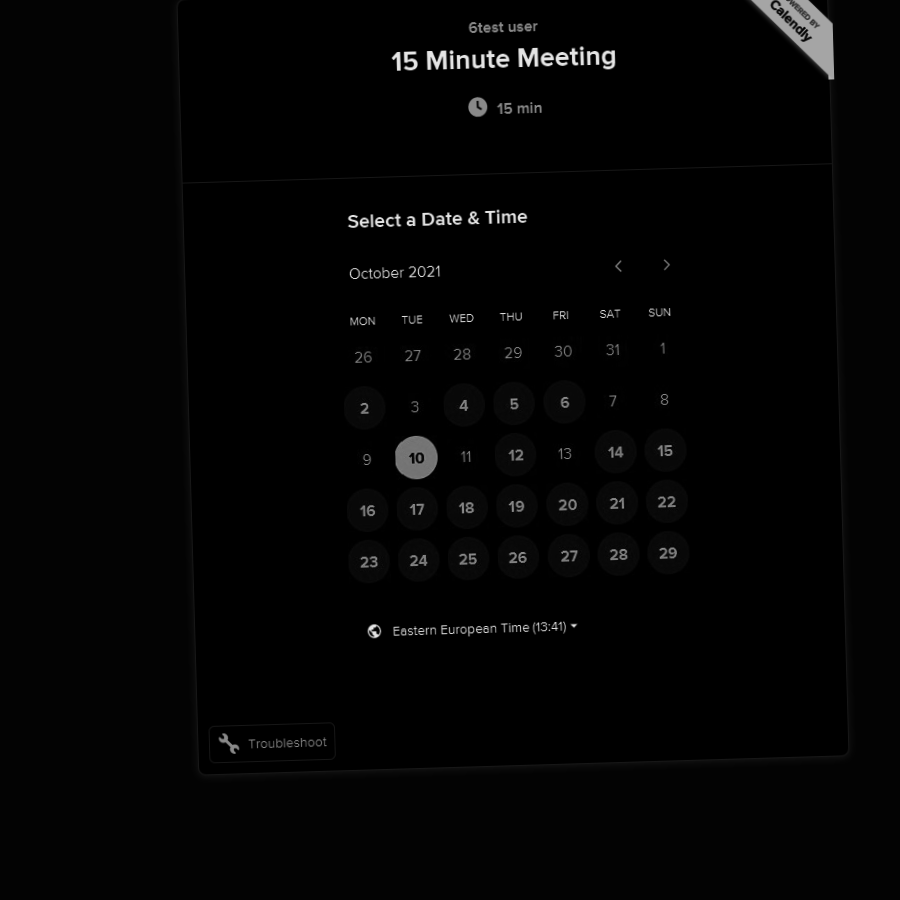 6test user
15 Minute Meeting
15 min
POWERED BY
Calendly
Select a Date & Time
October 2021
MON TUE WED THU FRI SAT SUN
26 27 28 29 30 31 1
2 3 4 5 6 7 8
9 10 11 12 13 14 15
16 17 18 19 20 21 22
23 24 25 26 27 28 29
Eastern European Time (13:41)
Troubleshoot